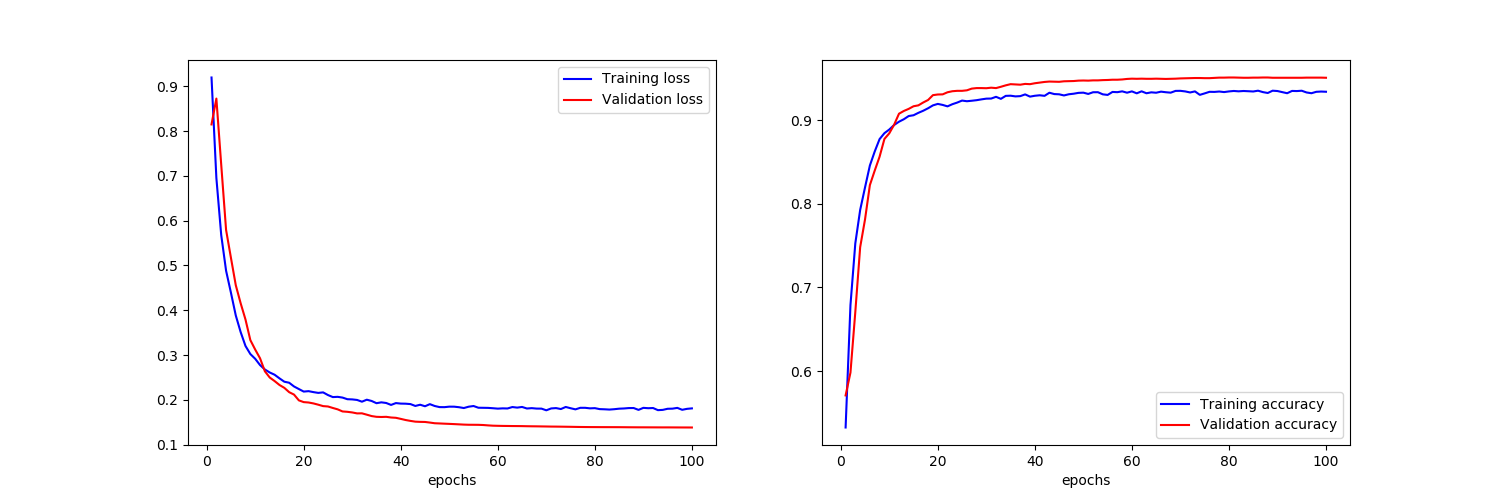 0.9
0.8
0.7
0.6
0.5
0.4
0.3
0.2
0.1
0 20 40 60 80 100
epochs
Training loss
Validation loss
0.9
0.8
0.7
0.6
0 20 40 60 80 100
epochs
Training accuracy
Validation accuracy